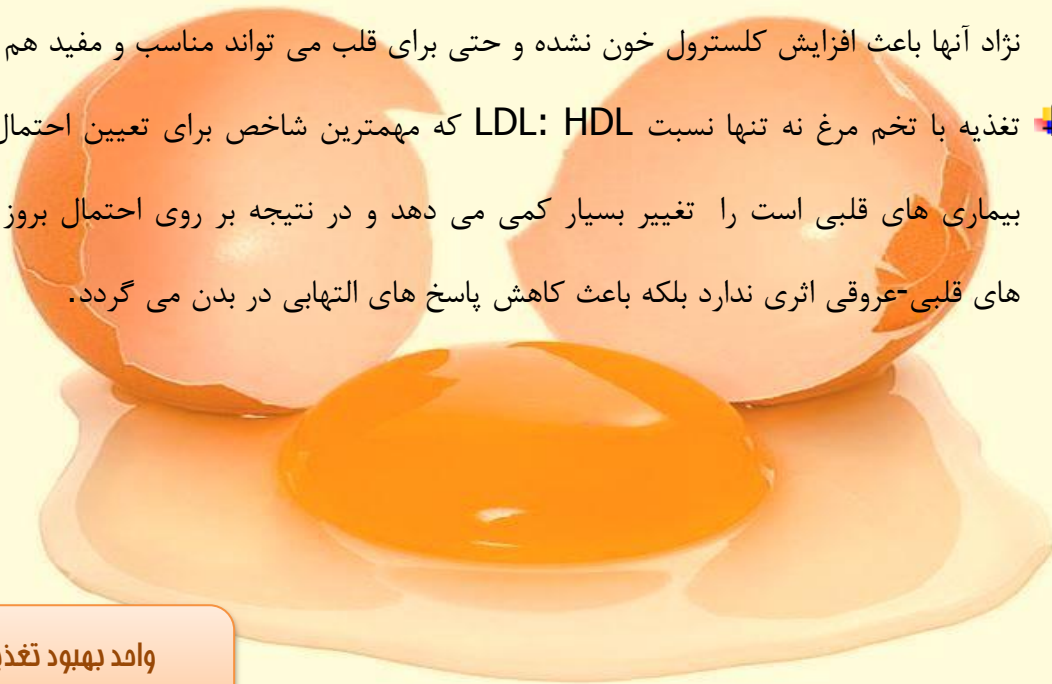 نژاد آنها باعث افزایش کلسترول خون نشده و حتی برای قلب می تواند مناسب و مفید هم
تغذیه با تخم مرغ نه تنها نسبت LDL: HDL که مهمترین شاخص برای تعیین احتمال
بیماری های قلبی است را تغییر بسیار کمی می دهد و در نتیجه بر روی احتمال بروز
های قلبی-عروقی اثری ندارد بلکه باعث کاهش پاسخ های التهابی در بدن می گردد.
واحد بهبود